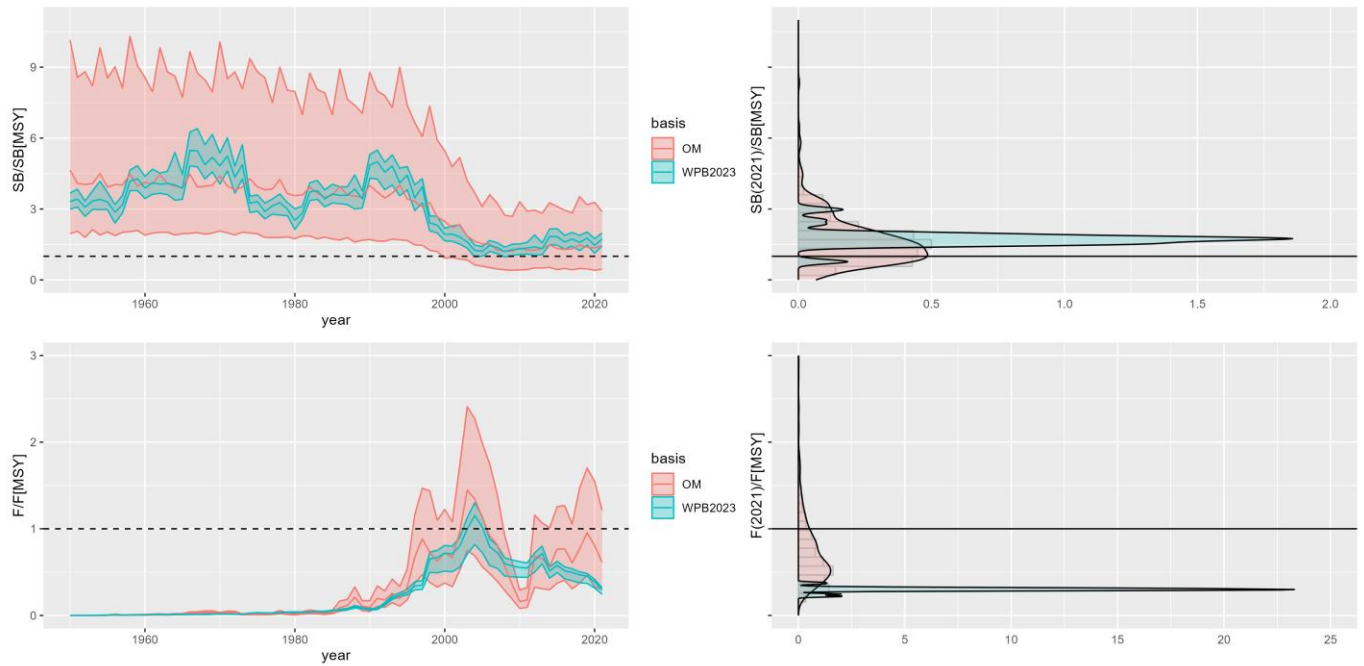 SB/SB[MSY]
9
6
3
0
1960
1980
2000
2020
year
basis
OM
WPB2023
SB(2021)/SB[MSY]
0.0
0.5
1.0
1.5
2.0
F/F[MSY]
3
2
1
0
1960
1980
2000
2020
year
basis
OM
WPB2023
F(2021)/F[MSY]
0
5
10
15
20
25